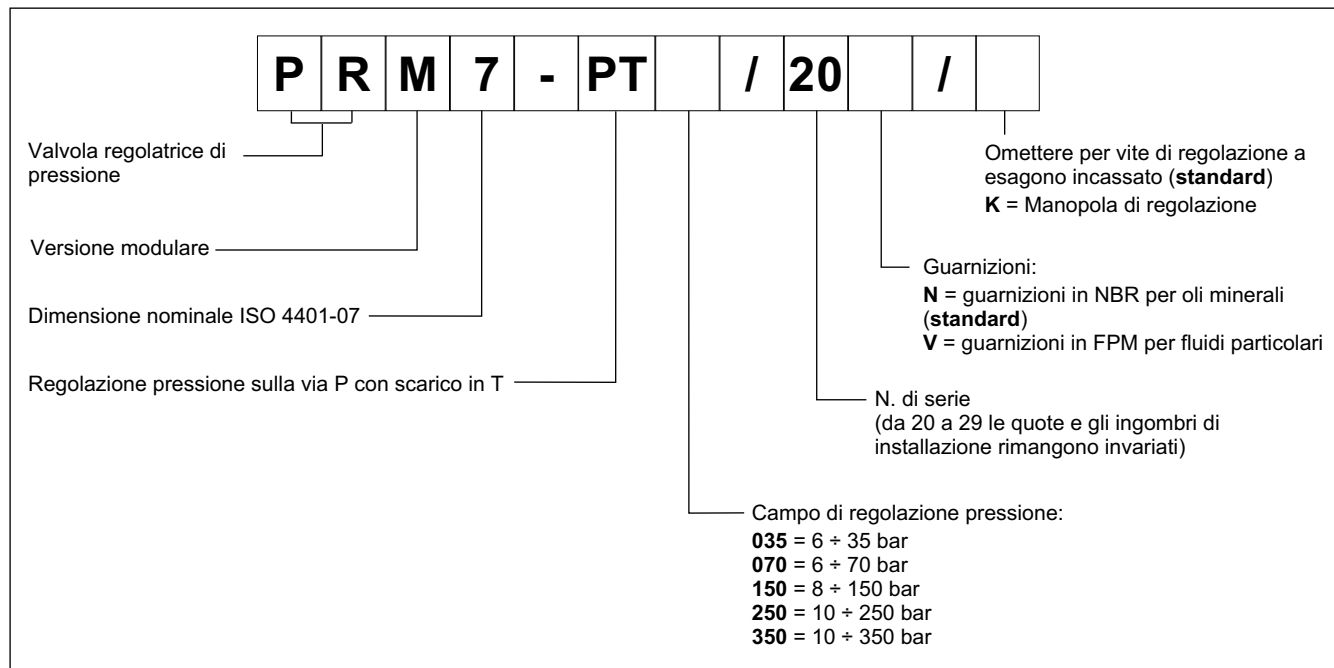 PRM7-PT /20 /
Valvola regolatrice di
pressione
Versione modulare
Dimensione nominale ISO 4401-07
Regolazione pressione sulla via P con scarico in T
Omettere per vite di regolazione a
esagono incassato (standard)
K = Manopola di regolazione
Guarnizioni:
N = guarnizioni in NBR per oli minerali
(standard)
V = guarnizioni in FPM per fluidi particolari
N. di serie
(da 20 a 29 le quote e gli ingombri di
installazione rimangono invariati)
Campo di regolazione pressione:
035 = 6 ÷ 35 bar
070 = 6 ÷ 70 bar
150 = 8 ÷ 150 bar
250 = 10 ÷ 250 bar
350 = 10 ÷ 350 bar